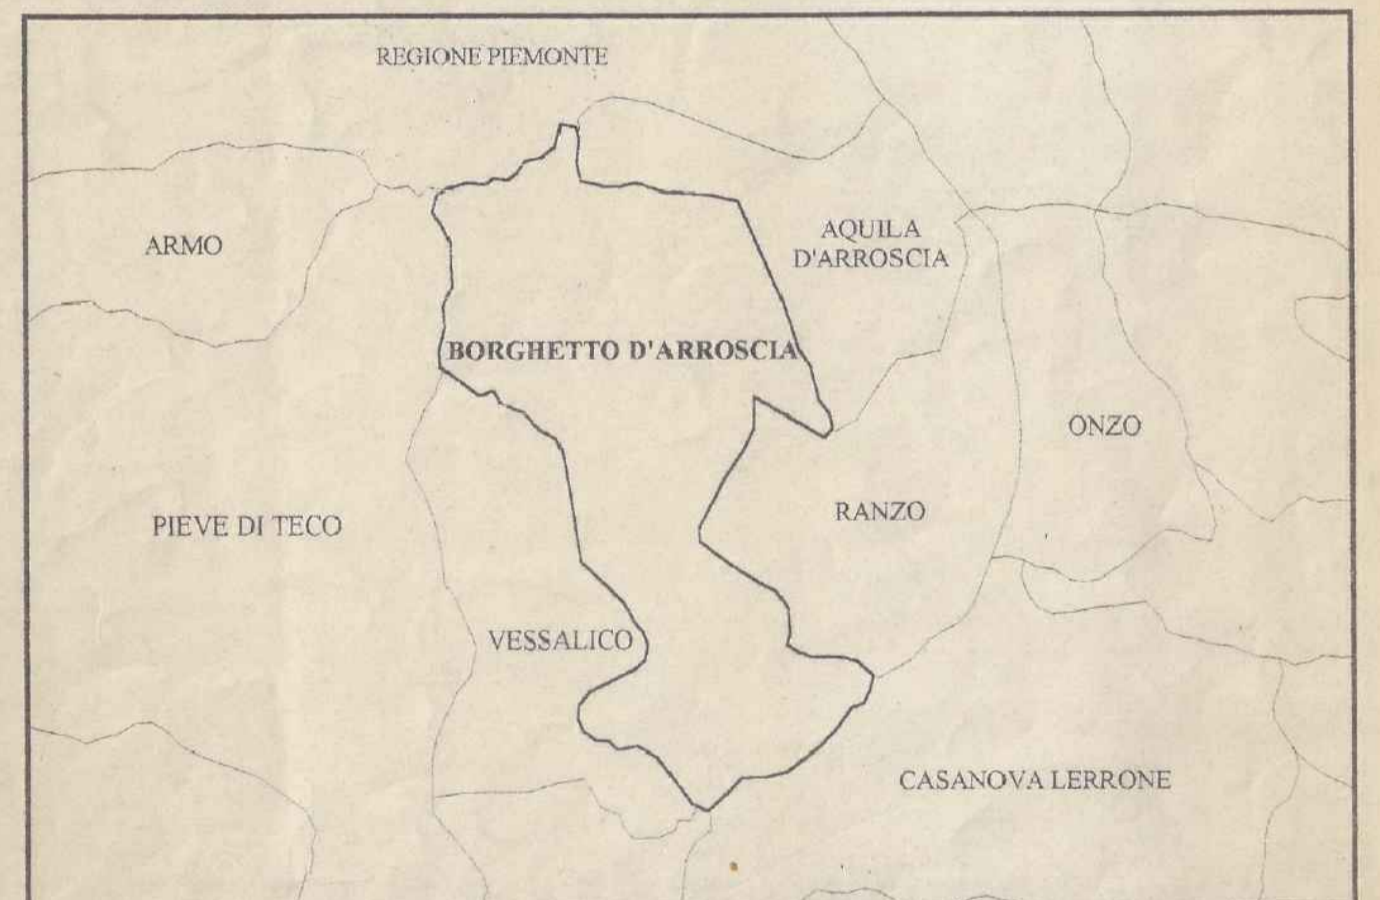 REGIONE PIEMONTE
ARMO
AQUILA
D'ARROSCIA
BORGHETTO D'ARROSCIA
ONZO
PIEVE DI TECO
RANZO
VESSALICO
CASANOVA LERRONE